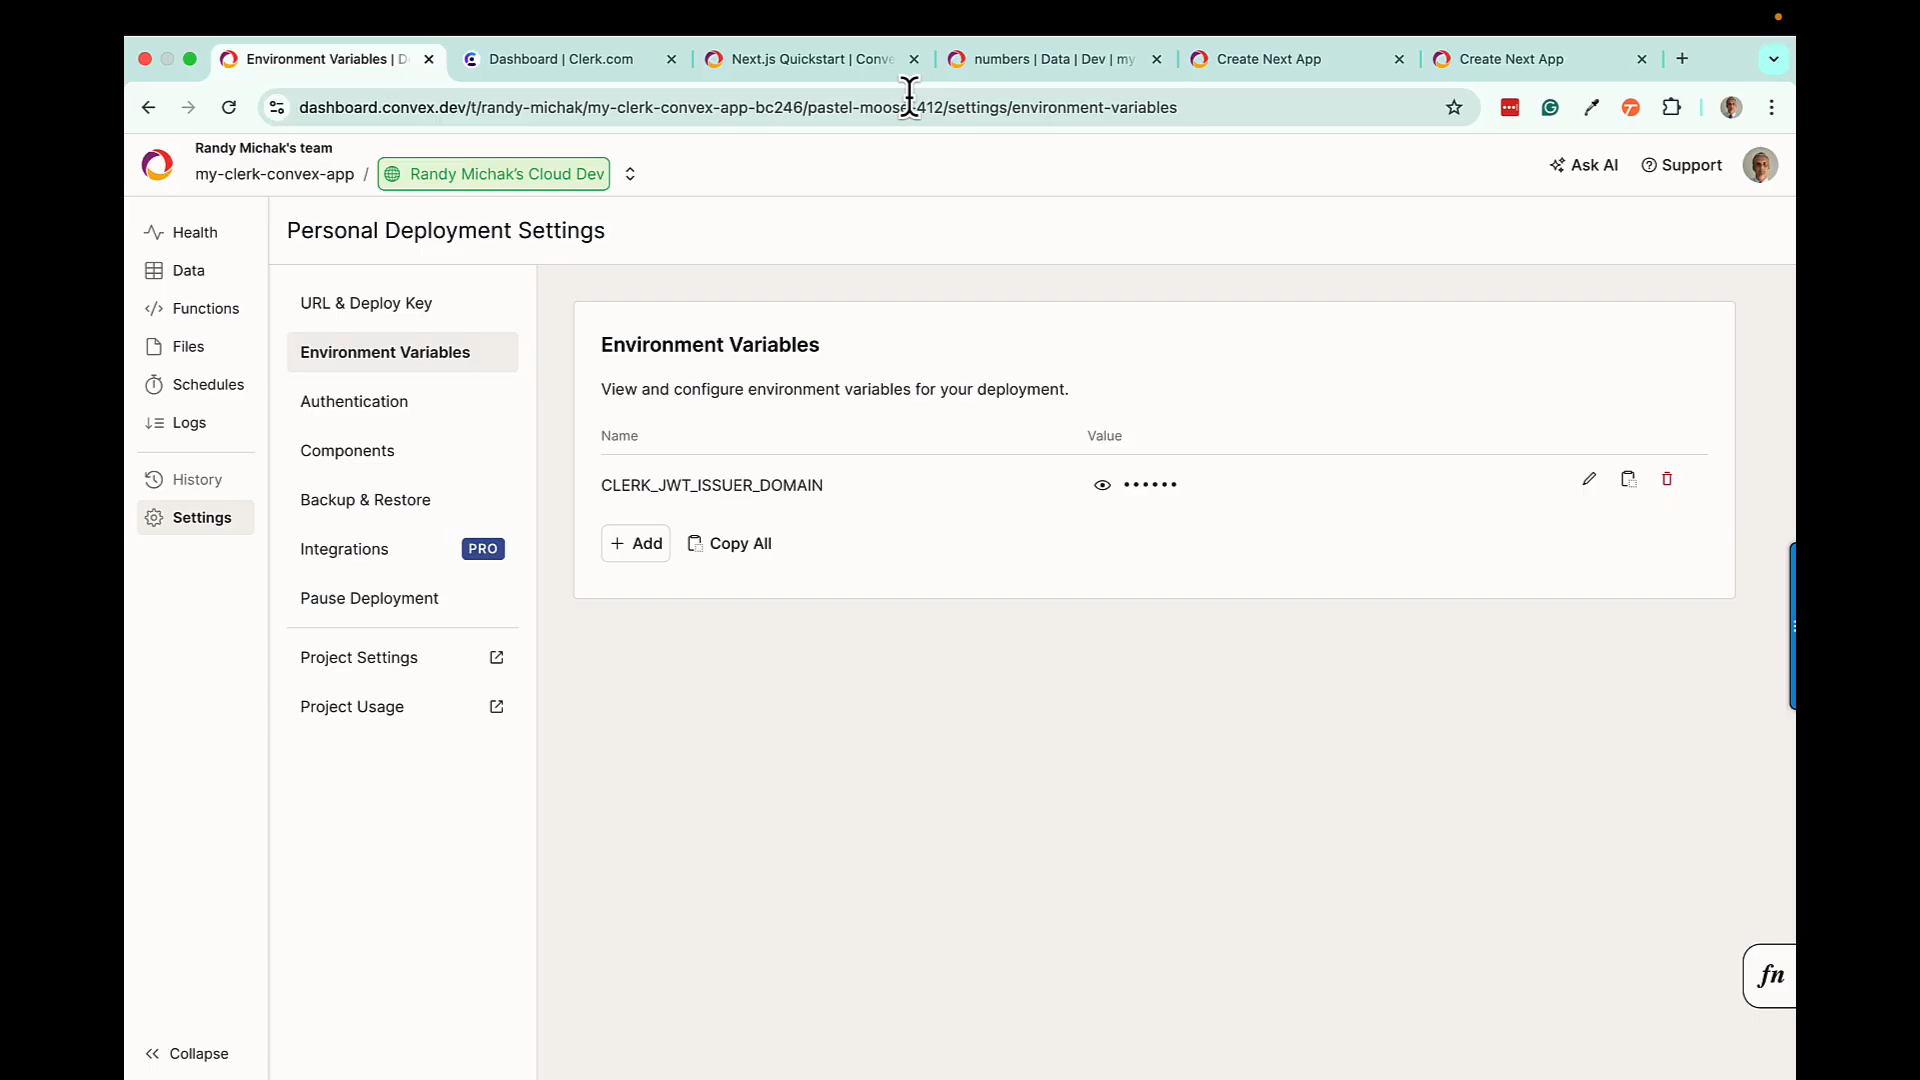 Environment Variables | D
Dashboard | Clerk.com
Next.js Quickstart | Conve
numbers | Data | Dev | my
Create Next App
Create Next App
dashboard.convex.dev/t/randy-michak/my-clerk-convex-app-bc246/pastel-moose-412/settings/environment-variables
Randy Michak's team
my-clerk-convex-app /
Randy Michak's Cloud Dev
Ask AI
Support
Health
Data
Functions
Files
Schedules
Logs
History
Settings
Collapse
Personal Deployment Settings
URL & Deploy Key
Environment Variables
Authentication
Components
Backup & Restore
Integrations PRO
Pause Deployment
Project Settings
Project Usage
Environment Variables
View and configure environment variables for your deployment.
Name Value
CLERK_JWT_ISSUER_DOMAIN ••••••
+ Add Copy All
fn